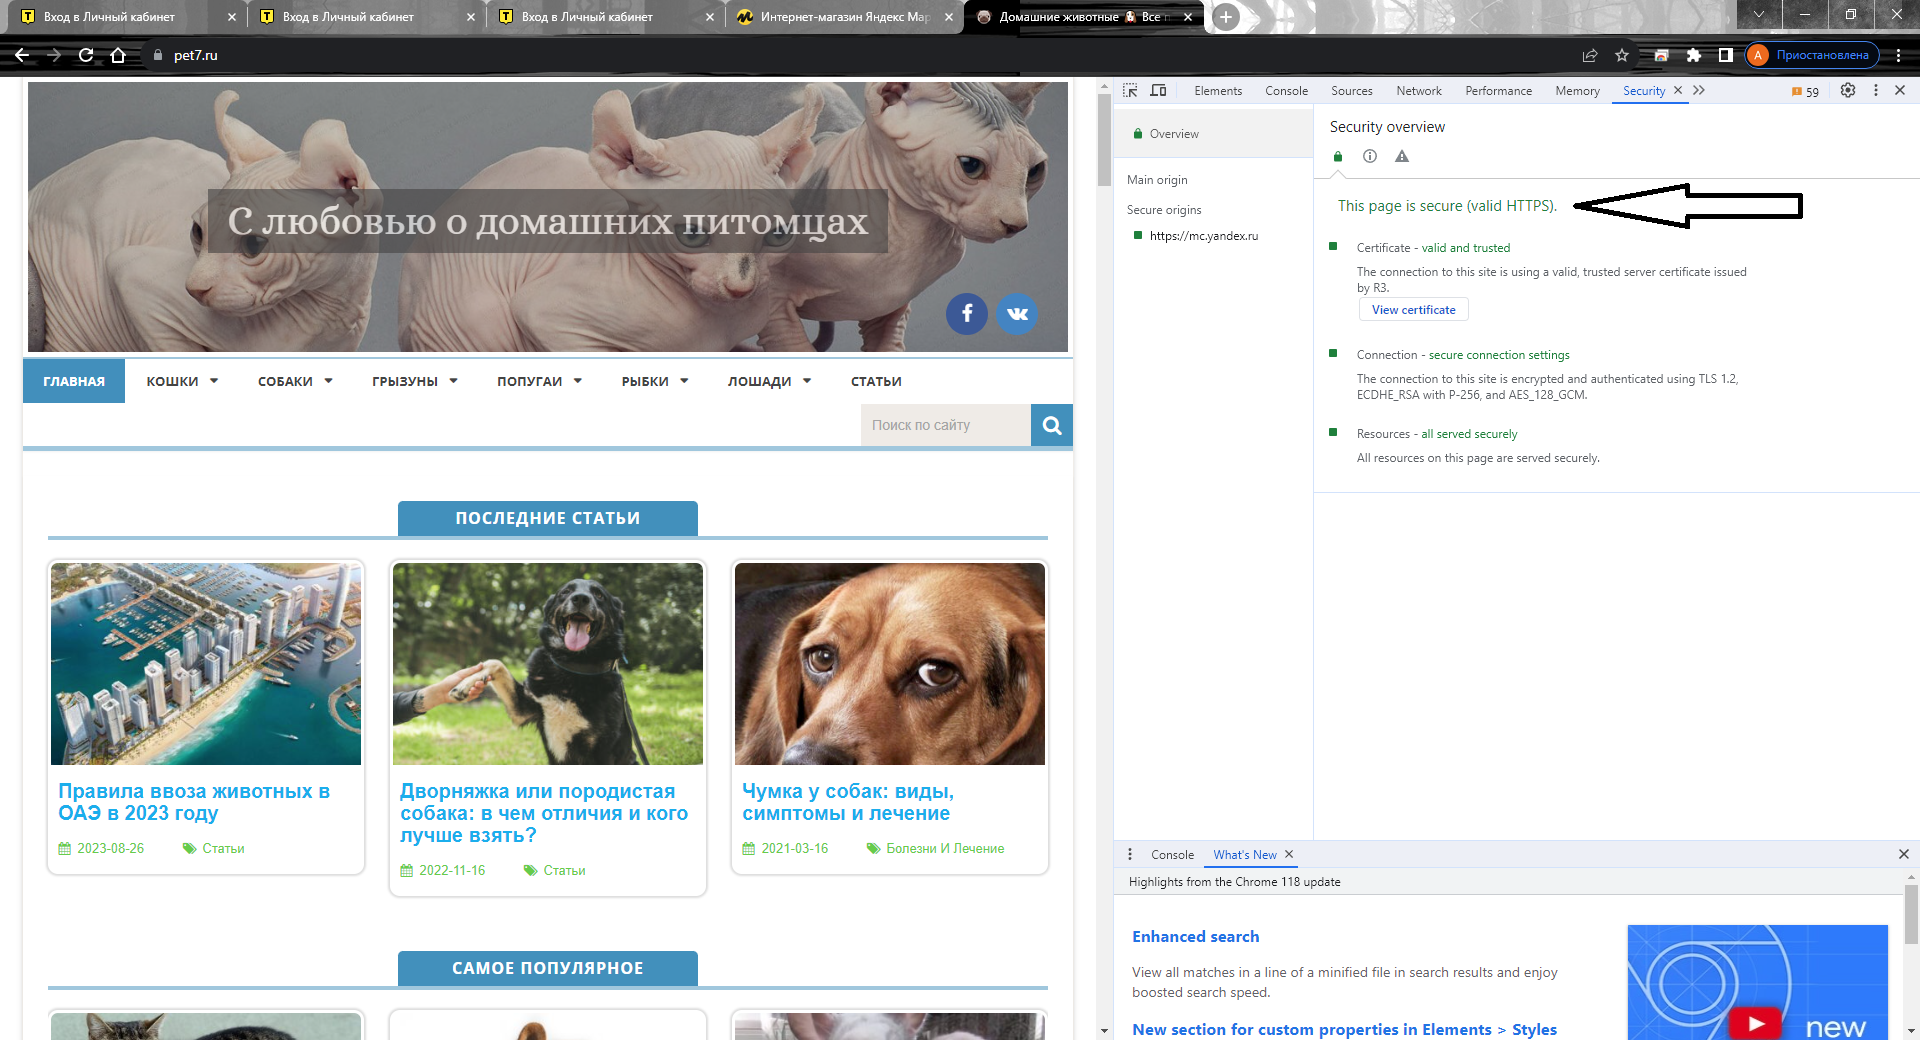 Вход в Личный кабинет
Вход в Личный кабинет
Вход в Личный кабинет
Интернет-магазин Яндекс Мар
Домашние животные Все п
pet7.ru
А Приостановлена
С любовью о домашних питомцах
ГЛАВНАЯ КОШКИ СОБАКИ ГРЫЗУНЫ ПОПУГАИ РЫБКИ ЛОШАДИ СТАТЬИ
Поиск по сайту
ПОСЛЕДНИЕ СТАТЬИ
Правила ввоза животных в
ОАЭ в 2023 году
2023-08-26 Статьи
Дворняжка или породистая
собака: в чем отличия и кого
лучше взять?
2022-11-16 Статьи
Чумка у собак: виды,
симптомы и лечение
2021-03-16 Болезни И Лечение
САМОЕ ПОПУЛЯРНОЕ
Elements Console Sources Network Performance Memory Security 59
Overview
Main origin
Secure origins
https://mc.yandex.ru
Security overview
This page is secure (valid HTTPS).
Certificate - valid and trusted
The connection to this site is using a valid, trusted server certificate issued
by R3.
View certificate
Connection - secure connection settings
The connection to this site is encrypted and authenticated using TLS 1.2,
ECDHE_RSA with P-256, and AES_128_GCM.
Resources - all served securely
All resources on this page are served securely.
Console What's New
Highlights from the Chrome 118 update
Enhanced search
View all matches in a line of a minified file in search results and enjoy
boosted search speed.
New section for custom properties in Elements > Styles
new